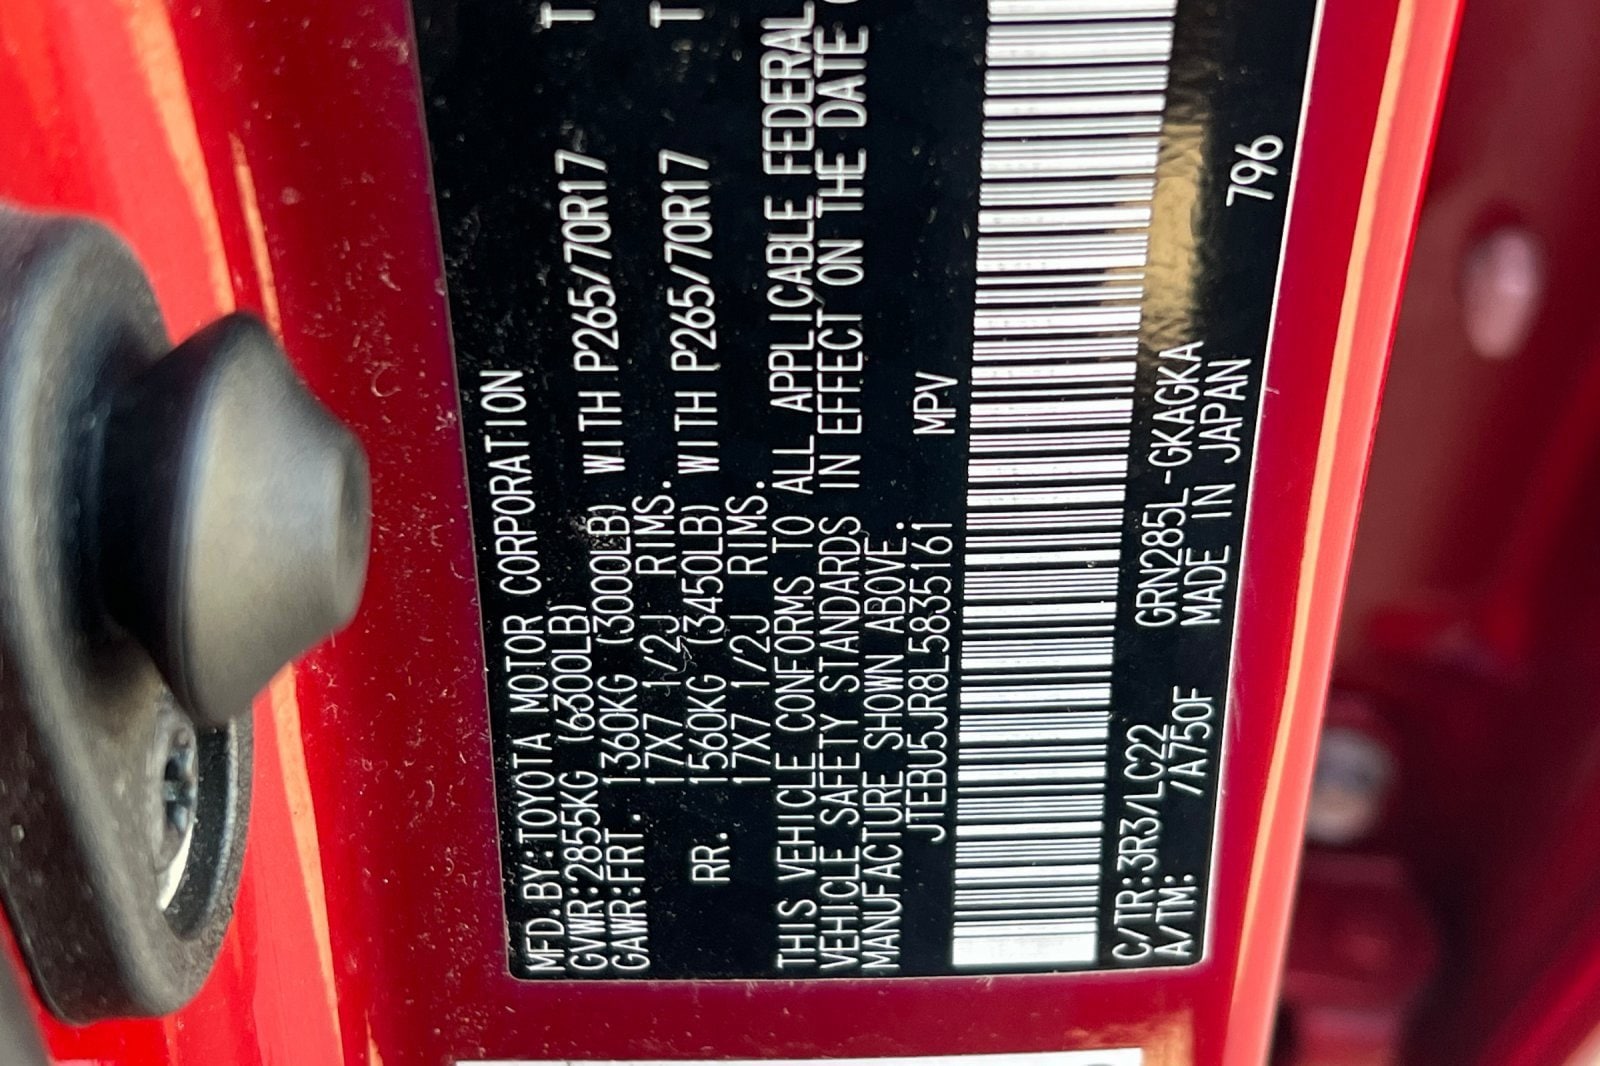 MFD.BY:TOYOTA MOTOR CORPORATION
GVWR:2855KG (6300LB)
GAWR:FRT. 1360KG (3000LB) WITH P265/70R17 T
17X7 1/2J RIMS.
RR. 1560KG (3450LB) WITH P265/70R17 T
17X7 1/2J RIMS.
THIS VEHICLE CONFORMS TO ALL APPLICABLE FEDERAL
VEHICLE SAFETY STANDARDS IN EFFECT ON THE DATE
MANUFACTURE SHOWN ABOVE.
JTEBU5JR8L5835161 MPV
C/TR:3R3/LC22 GRN285L-GKAGKA
A/TM: /A750F MADE IN JAPAN
796